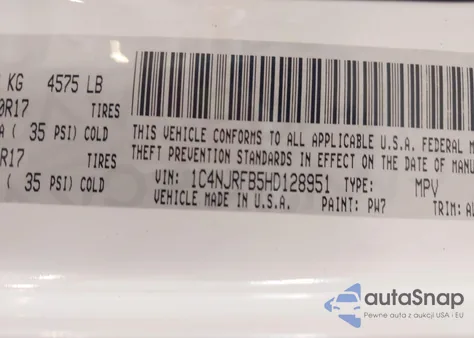 KG 4575 LB
0R17 TIRES
A ( 35 PSI) COLD
R17 TIRES
( 35 PSI) COLD
THIS VEHICLE CONFORMS TO ALL APPLICABLE U.S.A. FEDERAL M
THEFT PREVENTION STANDARDS IN EFFECT ON THE DATE OF MANU
VIN: 1C4NJRFB5HD128951 TYPE: MPV
VEHICLE MADE IN U.S.A. PAINT: PW7 TRIM: A
autoSnap
Pewne auta z aukcji USA i EU